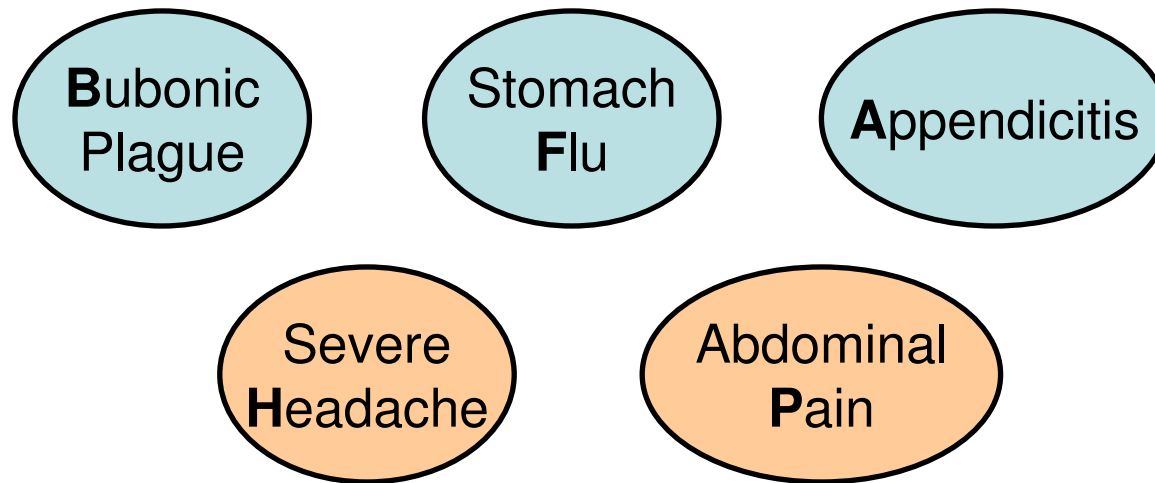 Bubonic
Plague
Stomach
Flu
Appendicitis
Severe
Headache
Abdominal
Pain